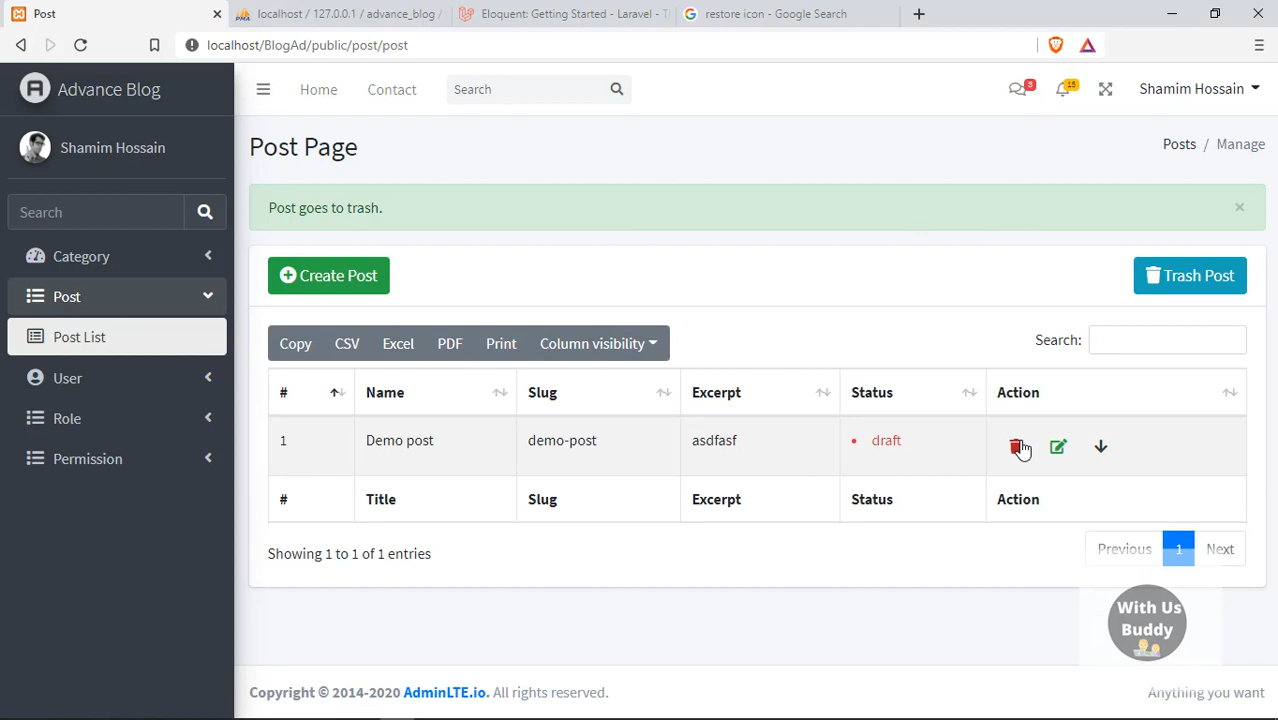 Post
localhost / 127.0.0.1 / advance_blog /
Eloquent: Getting Started - Laravel - T
restore icon - Google Search
localhost/BlogAd/public/post/post
A Advance Blog
Home
Contact
Search
5
15
Shamim Hossain
Shamim Hossain
Search
Category
Post
Post List
User
Role
Permission
Post Page
Posts / Manage
Post goes to trash.
×
Create Post
Trash Post
Copy CSV Excel PDF Print Column visibility
Search:
# Name Slug Excerpt Status Action
1 Demo post demo-post asdfasf • draft
# Title Slug Excerpt Status Action
Showing 1 to 1 of 1 entries
Previous 1 Next
With Us
Buddy
Copyright © 2014-2020 AdminLTE.io. All rights reserved.
Anything you want